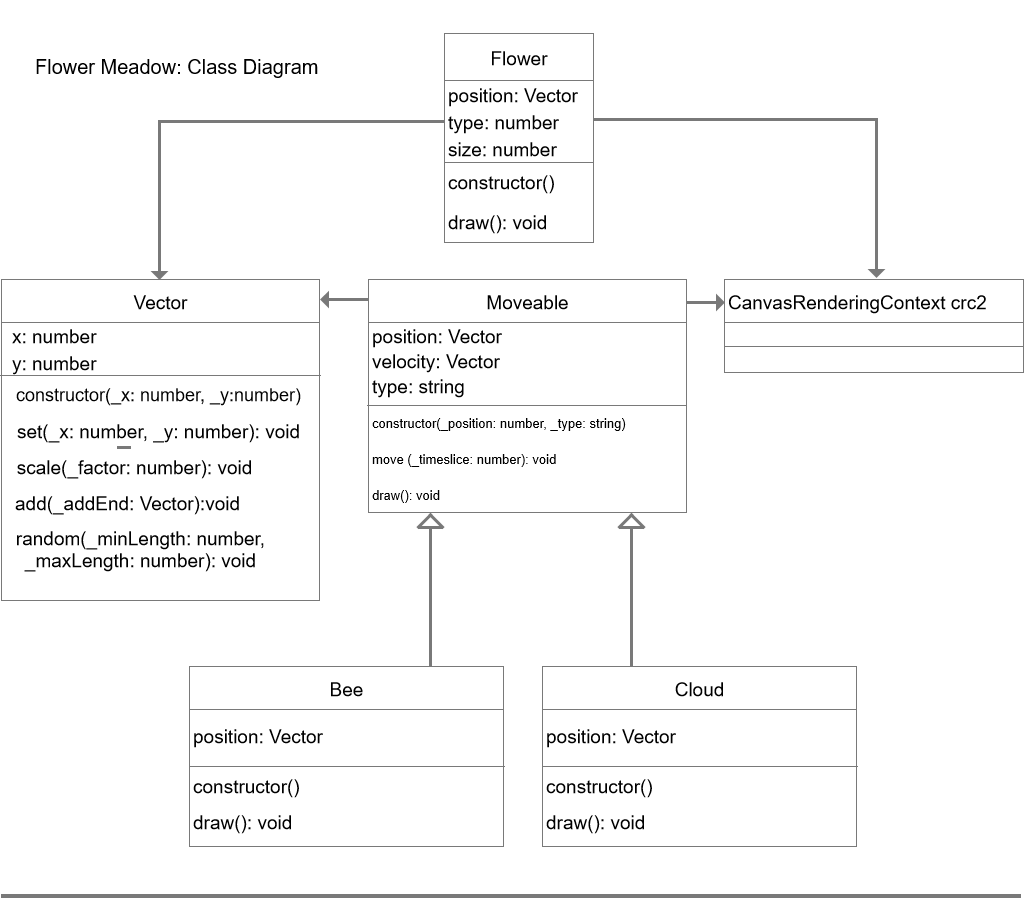 Flower Meadow: Class Diagram
Flower
position: Vector
type: number
size: number
constructor()
draw(): void
Vector
x: number
y: number
constructor(_x: number, _y:number)
set(_x: number, _y: number): void
scale(_factor: number): void
add(_addEnd: Vector):void
random(_minLength: number,
_maxLength: number): void
Moveable
position: Vector
velocity: Vector
type: string
constructor(_position: number, _type: string)
move (_timeslice: number): void
draw(): void
CanvasRenderingContext crc2
Bee
position: Vector
constructor()
draw(): void
Cloud
position: Vector
constructor()
draw(): void